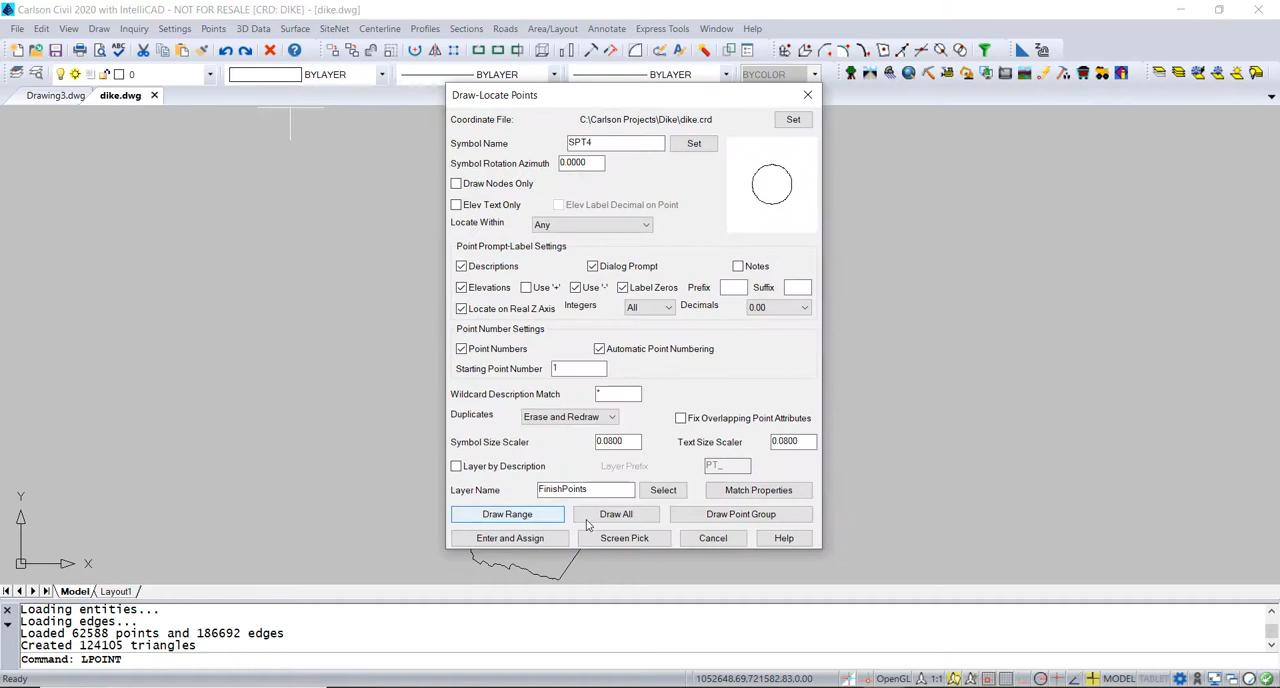 Carlson Civil 2020 with IntelliCAD - NOT FOR RESALE [CRD: DIKE] - [dike.dwg]
File Edit View Draw Inquiry Settings Points 3D Data Surface SiteNet Centerline Profiles Sections Roads Area/Layout Annotate Express Tools Window Help
0 BYLAYER BYLAYER BYLAYER BYCOLOR
Drawing3.dwg dike.dwg
Draw-Locate Points
Coordinate File: C:\Carlson Projects\Dike\dike.crd Set
Symbol Name SPT4 Set
Symbol Rotation Azimuth 0.0000
Draw Nodes Only
Elev Text Only Elev Label Decimal on Point
Locate Within Any
Point Prompt-Label Settings
Descriptions Dialog Prompt Notes
Elevations Use '+' Use '-' Label Zeros Prefix Suffix
Locate on Real Z Axis Integers All Decimals 0.00
Point Number Settings
Point Numbers Automatic Point Numbering
Starting Point Number 1
Wildcard Description Match *
Duplicates Erase and Redraw Fix Overlapping Point Attributes
Symbol Size Scaler 0.0800 Text Size Scaler 0.0800
Layer by Description Layer Prefix PT_
Layer Name FinishPoints Select Match Properties
Draw Range Draw All Draw Point Group
Enter and Assign Screen Pick Cancel Help
Y
X
Model Layout1
Loading entities...
Loading edges...
Loaded 62588 points and 186692 edges
Created 124105 triangles
Command: LPOINT
Ready 1052648.69,721582.83,0.00 OpenGL 1:1 MODEL TABLET